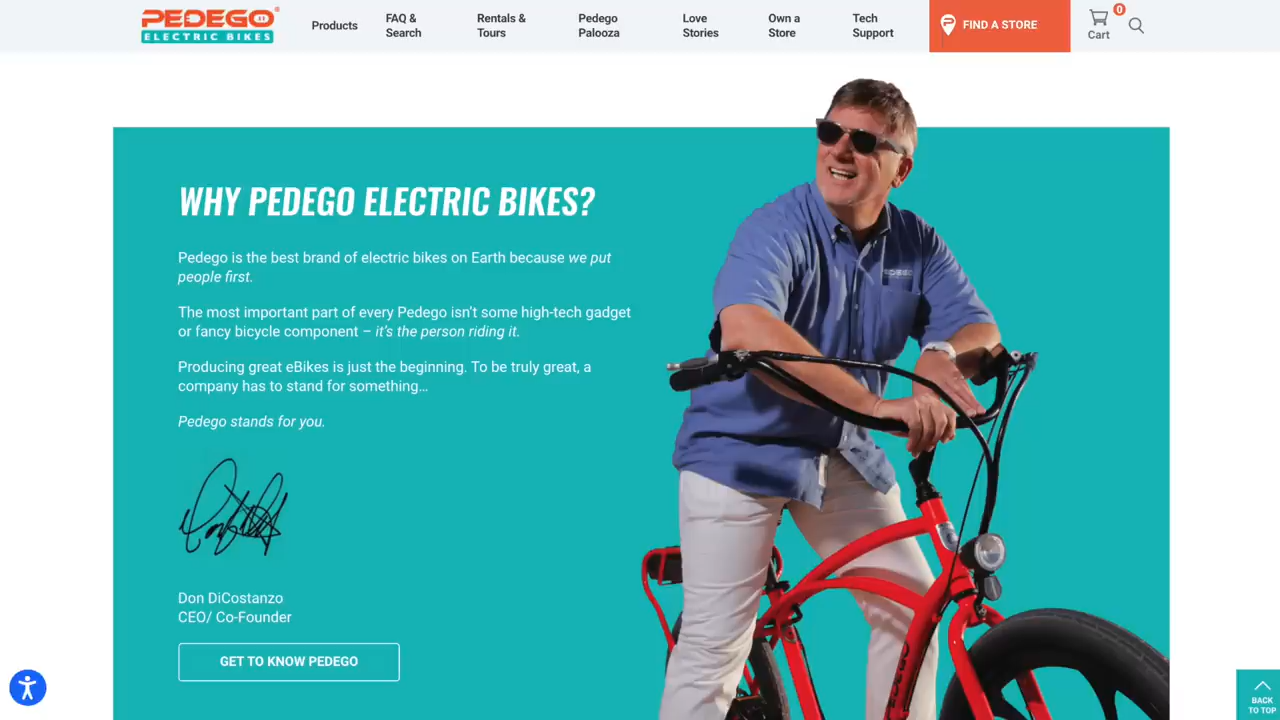 PEDEGO®
ELECTRIC BIKES
Products
FAQ &
Search
Rentals &
Tours
Pedego
Palooza
Love
Stories
Own a
Store
Tech
Support
FIND A STORE
0
Cart
WHY PEDEGO ELECTRIC BIKES?
Pedego is the best brand of electric bikes on Earth because we put
people first.
The most important part of every Pedego isn't some high-tech gadget
or fancy bicycle component – it's the person riding it.
Producing great eBikes is just the beginning. To be truly great, a
company has to stand for something...
Pedego stands for you.
Don DiCostanzo
CEO/ Co-Founder
GET TO KNOW PEDEGO
PEDEGO
BACK
TO TOP